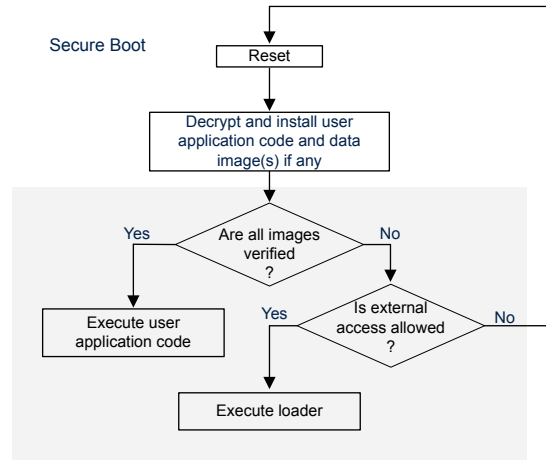 Secure Boot
Reset
Decrypt and install user
application code and data
image(s) if any
Yes
Are all images
verified
?
No
Execute user
application code
Yes
Is external
access allowed
?
No
Execute loader